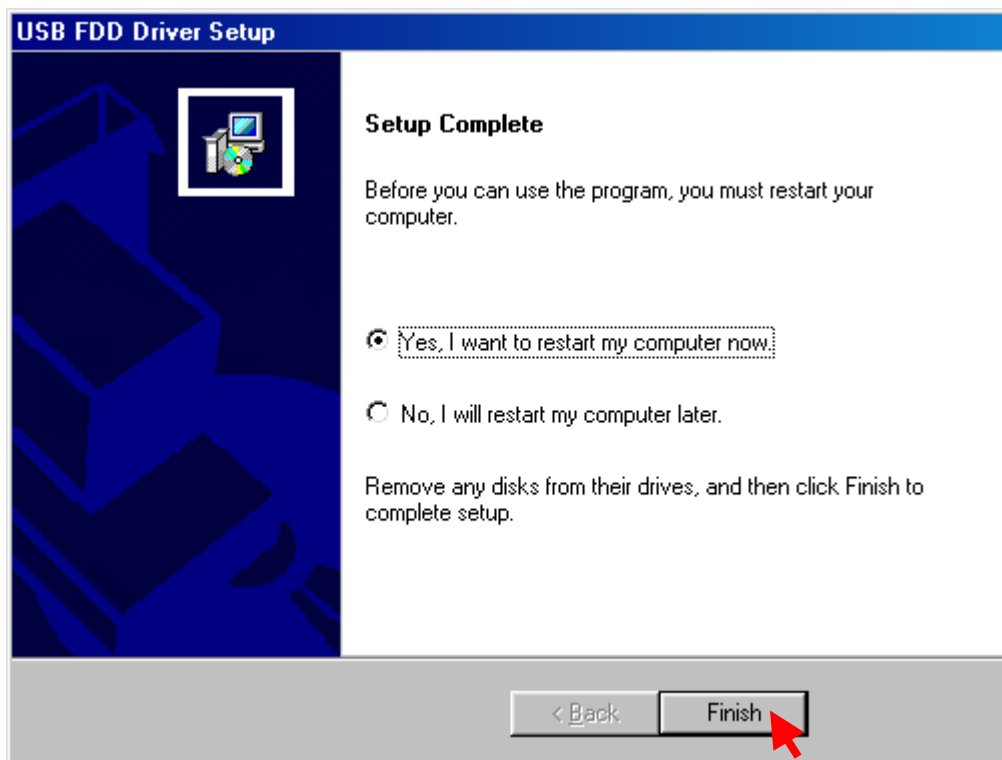 USB FDD Driver Setup
Setup Complete
Before you can use the program, you must restart your
computer.
Yes, I want to restart my computer now.
No, I will restart my computer later.
Remove any disks from their drives, and then click Finish to
complete setup.
< Back
Finish